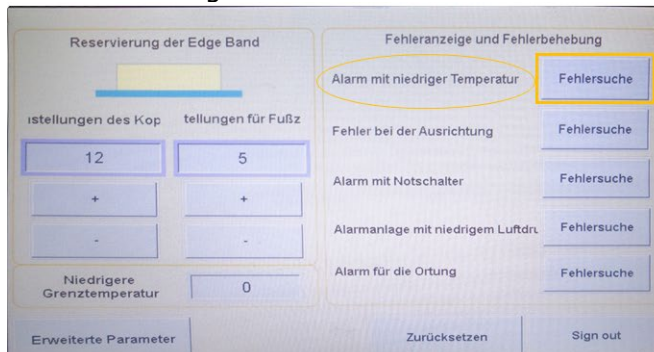 Reservierung der Edge Band
istellungen des Kop
tellungen für Fußz
12
5
+
+
-
-
Niedrigere
Grenztemperatur
0
Erweiterte Parameter
Fehleranzeige und Fehlerbehebung
Alarm mit niedriger Temperatur
Fehlersuche
Fehler bei der Ausrichtung
Fehlersuche
Alarm mit Notschalter
Fehlersuche
Alarmanlage mit niedrigem Luftdru
Fehlersuche
Alarm für die Ortung
Fehlersuche
Zurücksetzen
Sign out